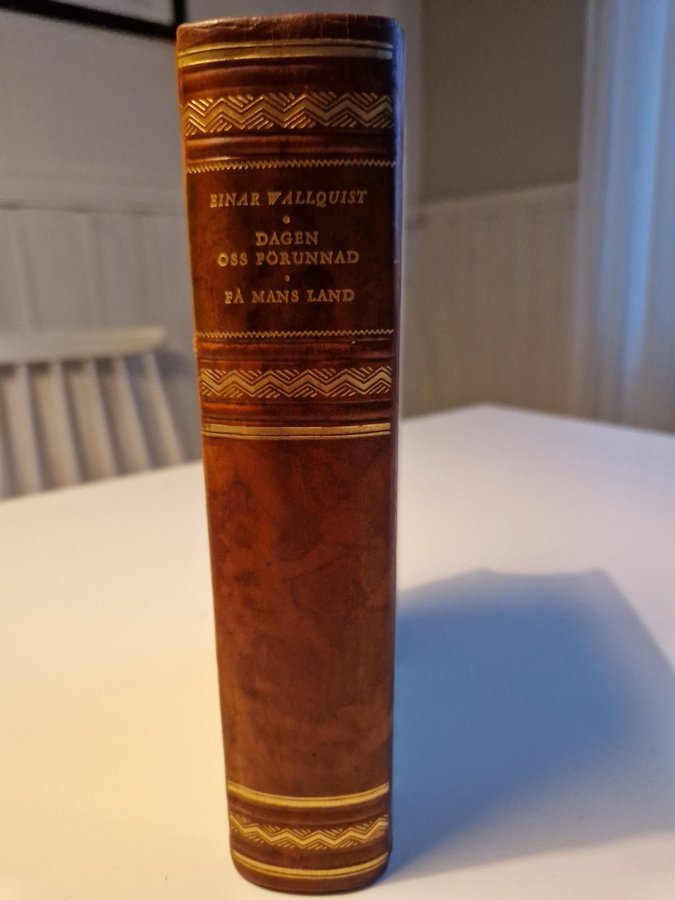 EINAR WALLQUIST
DAGEN
OSS FÖRUNNAD
FÅ MANS LAND